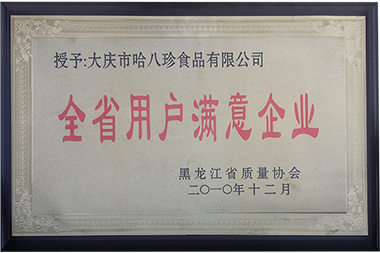 授予:大庆市哈八珍食品有限公司
全省用户满意企业
黑龙江省质量协会
二〇一〇年十二月